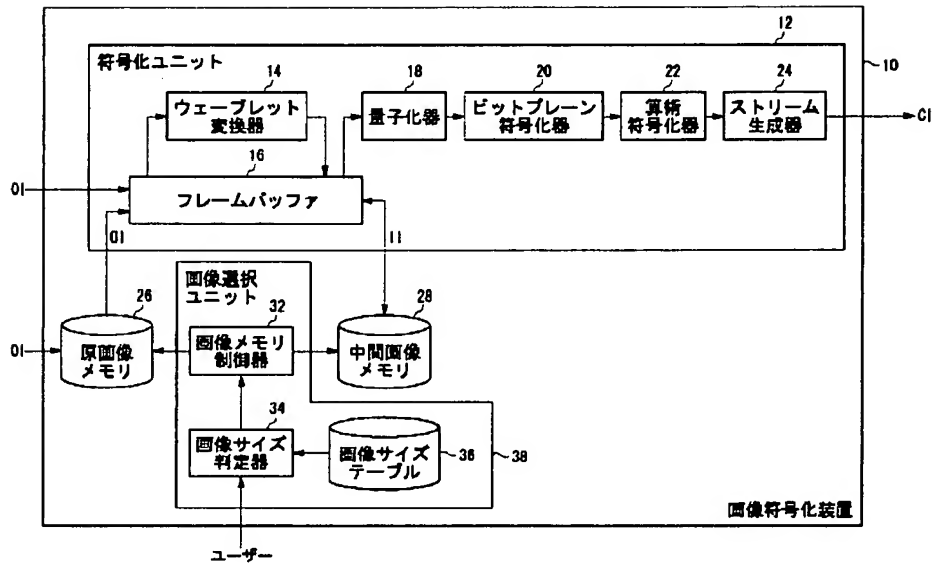 12
符号化ユニット
10
14
18
20
22
24
ウェーブレット
変換器
量子化器
ビットプレーン
符号化器
算術
符号化器
ストリーム
生成器
CI
16
OI
フレームバッファ
OI
II
画像選択
ユニット
26
32
28
OI
原画像
メモリ
画像メモリ
制御器
中間画像
メモリ
34
画像サイズ
判定器
画像サイズ
テーブル
36
38
画像符号化装置
ユーザー